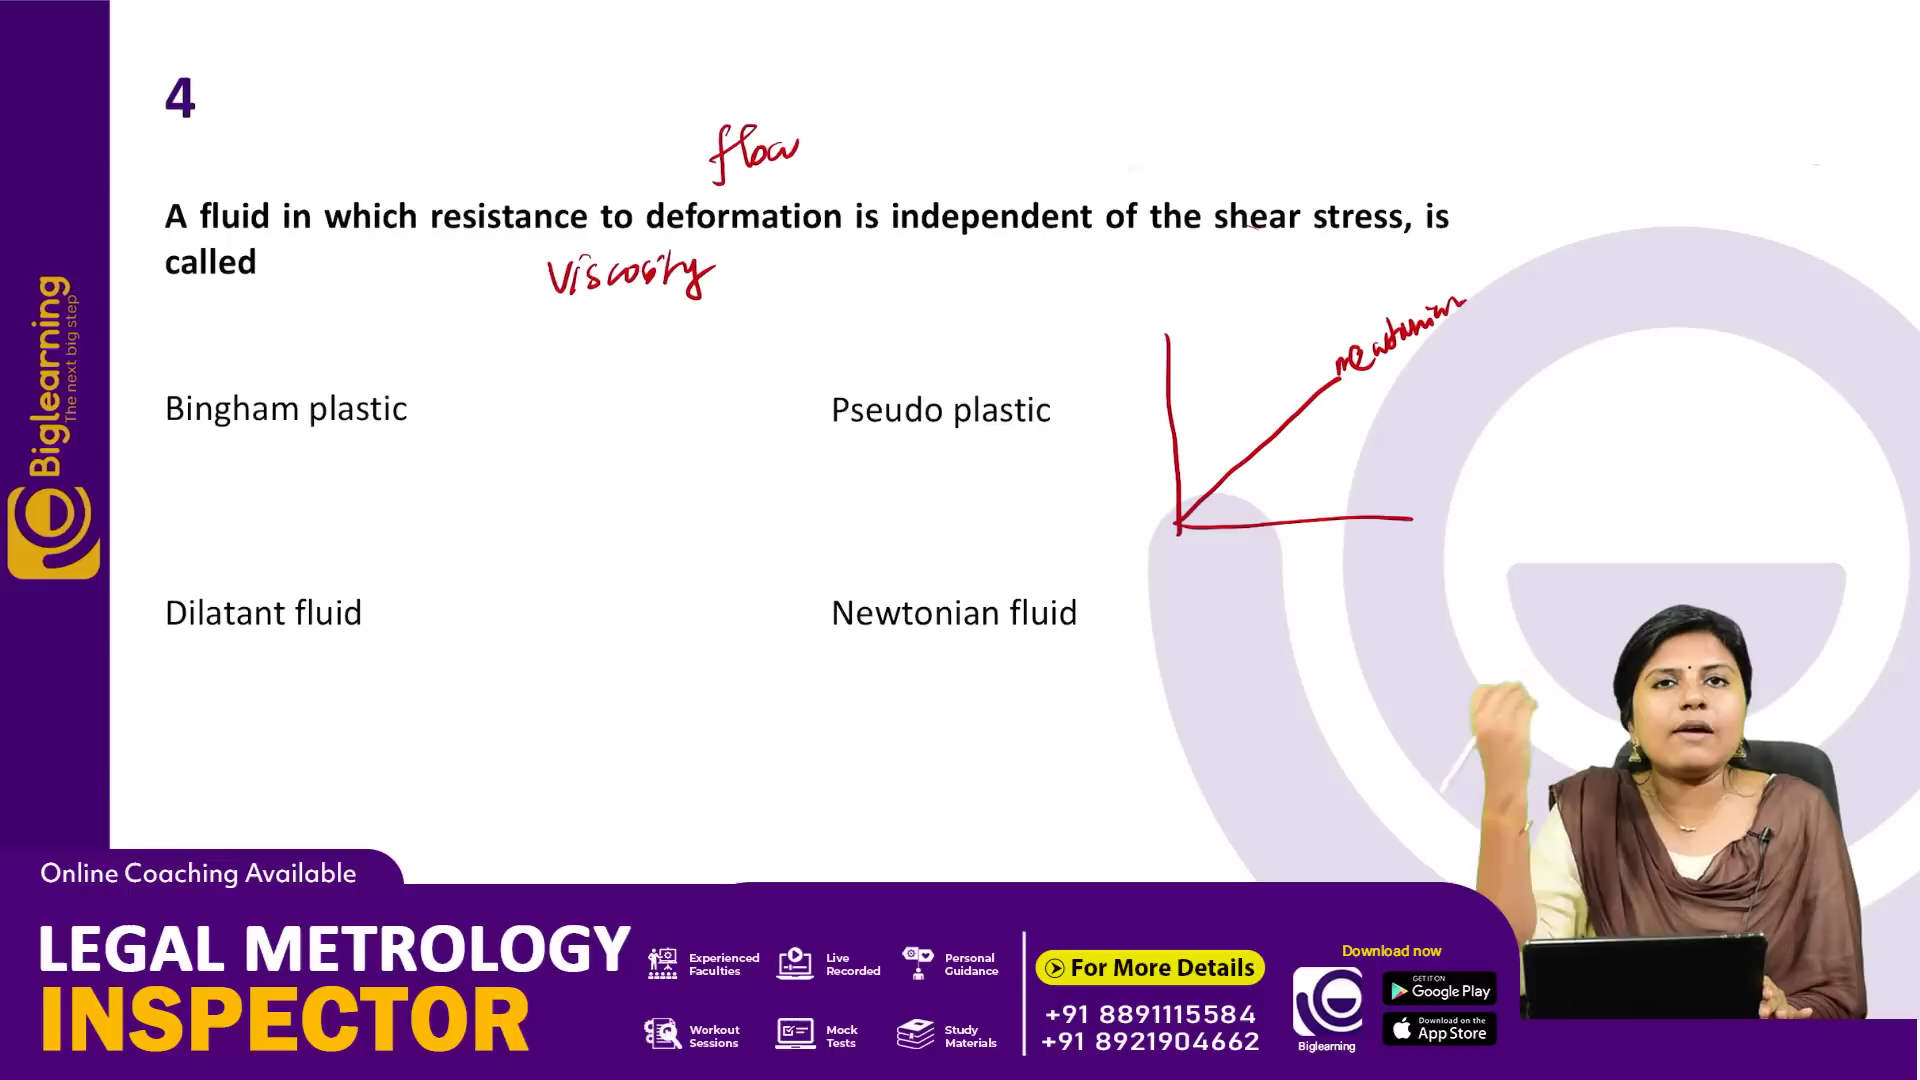 4
flow
A fluid in which resistance to deformation is independent of the shear stress, is
called
Viscosity
newtonian
Bingham plastic
Pseudo plastic
Dilatant fluid
Newtonian fluid
Biglearning
The next big step
Online Coaching Available
LEGAL METROLOGY
INSPECTOR
Experienced
Faculties
Live
Recorded
Personal
Guidance
Workout
Sessions
Mock
Tests
Study
Materials
For More Details
+91 8891115584
+91 8921904662
Download now
Biglearning
GET IT ON
Google Play
Download on the
App Store